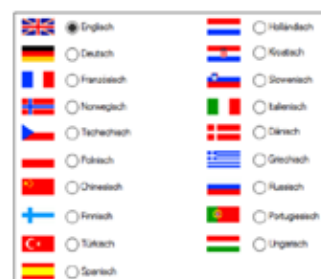 Englisch
Deutsch
Französisch
Norwegisch
Tschechisch
Polnisch
Chinesisch
Finnisch
Türkisch
Spanisch
Holländisch
Kroatisch
Slowenisch
Italienisch
Dänisch
Griechisch
Russisch
Portugiesisch
Ungarisch